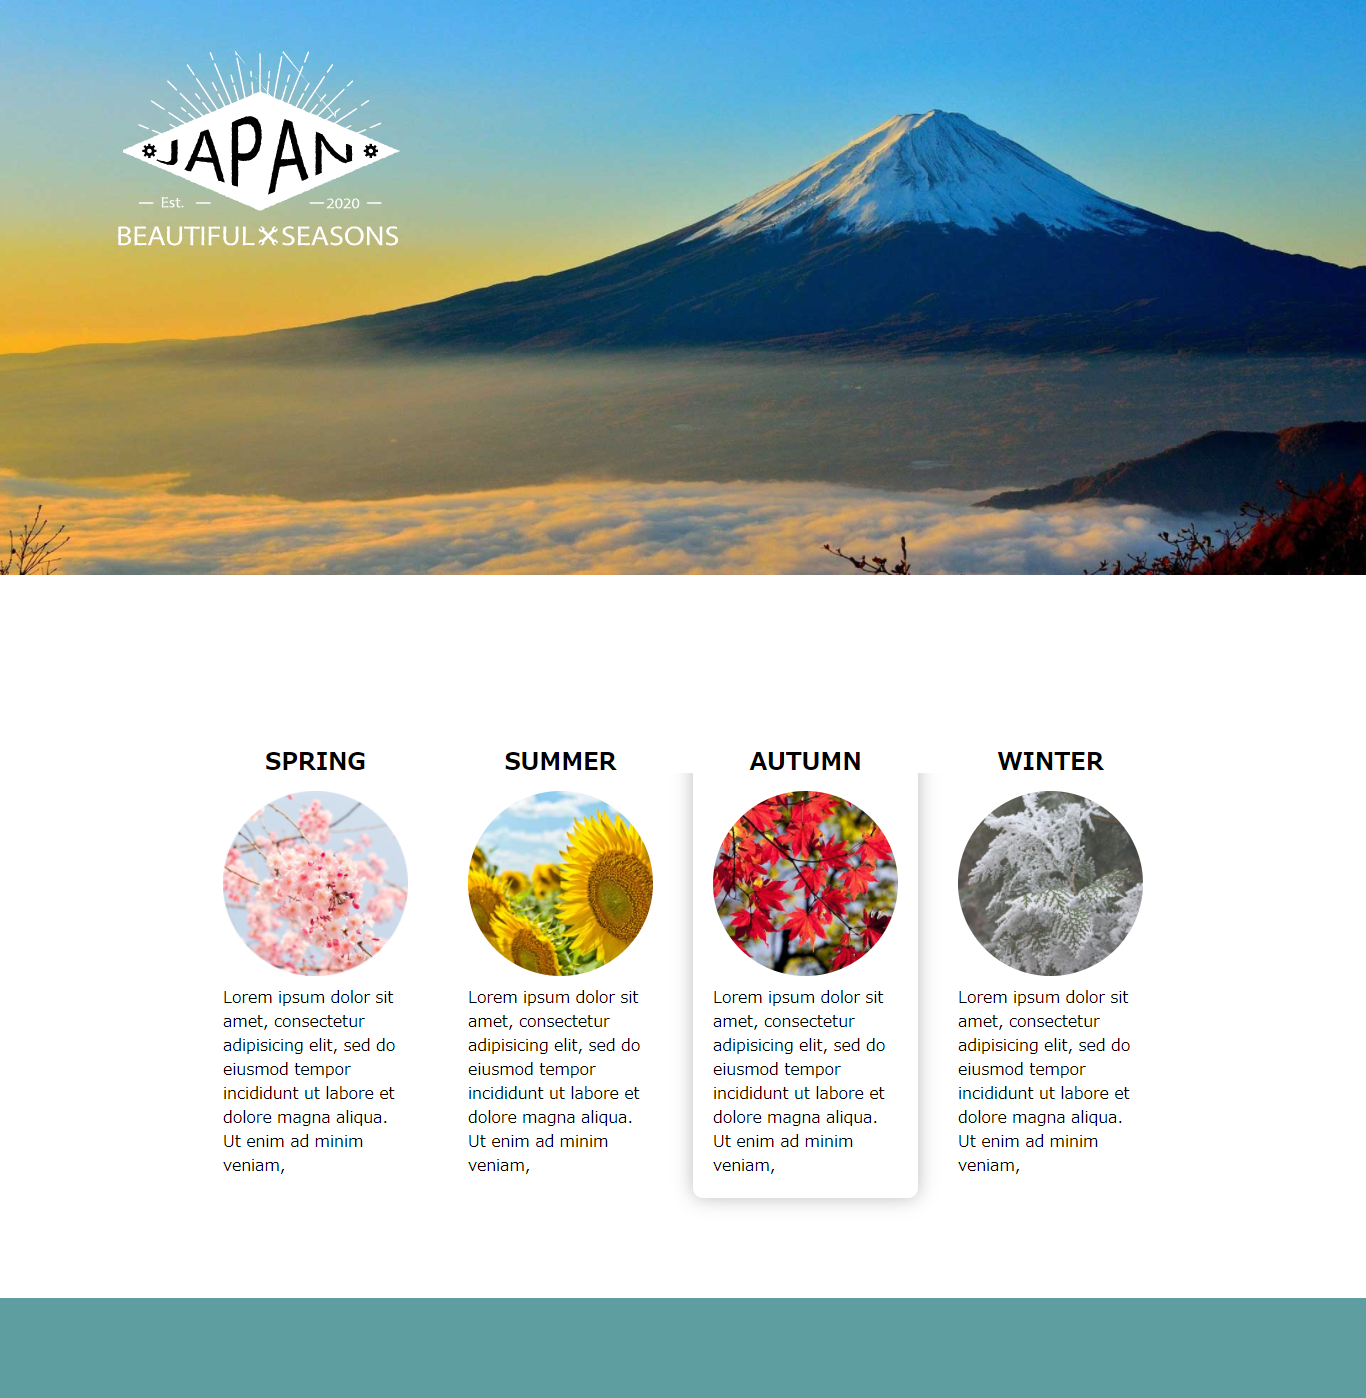 JAPAN
Est. 2020
BEAUTIFUL SEASONS
SPRING
Lorem ipsum dolor sit
amet, consectetur
adipisicing elit, sed do
eiusmod tempor
incididunt ut labore et
dolore magna aliqua.
Ut enim ad minim
veniam,
SUMMER
Lorem ipsum dolor sit
amet, consectetur
adipisicing elit, sed do
eiusmod tempor
incididunt ut labore et
dolore magna aliqua.
Ut enim ad minim
veniam,
AUTUMN
Lorem ipsum dolor sit
amet, consectetur
adipisicing elit, sed do
eiusmod tempor
incididunt ut labore et
dolore magna aliqua.
Ut enim ad minim
veniam,
WINTER
Lorem ipsum dolor sit
amet, consectetur
adipisicing elit, sed do
eiusmod tempor
incididunt ut labore et
dolore magna aliqua.
Ut enim ad minim
veniam,